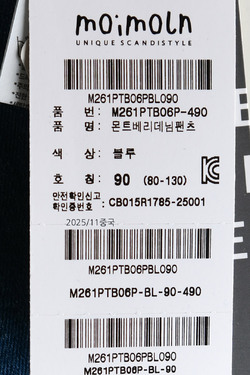 moimoln
UNIQUE SCANDISTYLE
M261PTB06PBL090
품 번: M261PTB06P-490
품 명: 몬트베리데님팬츠
색 상: 블루
호 칭: 90 (80-130)
안전확인신고
확인증번호 : CB015R1785-25001
2025/11중국
M261PTB06PBL090
M261PTB06P-BL-90-490
M261PTB06PBL090
M261PTB06P-BL-90